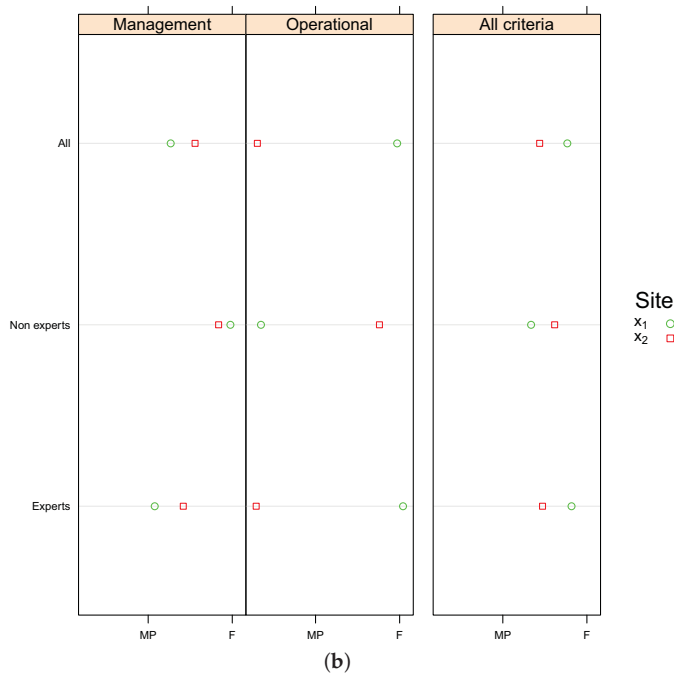 Management Operational All criteria
All
Non experts
Experts
Site
x1
x2
MP F MP F MP F
(b)